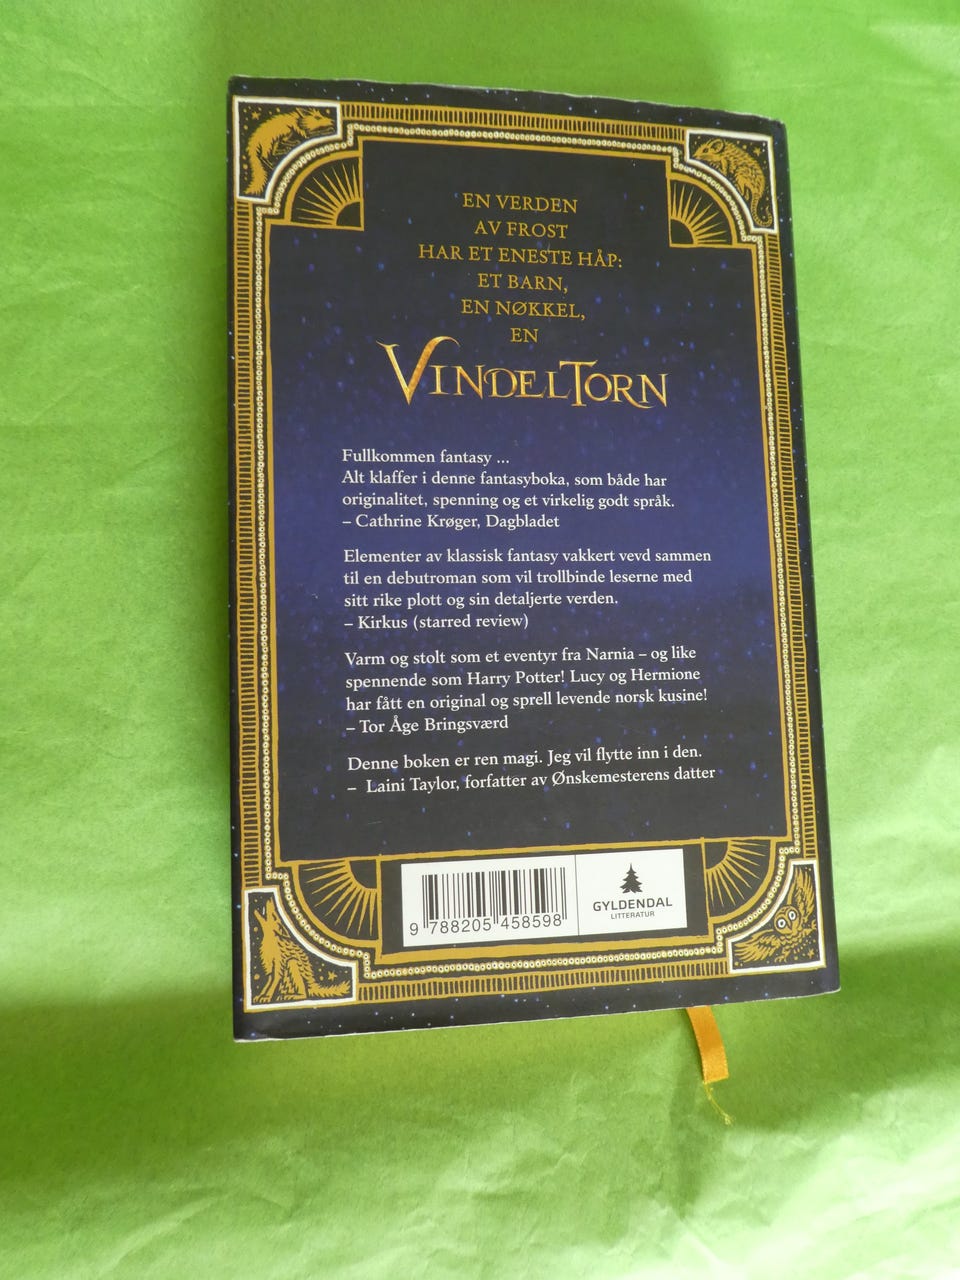 EN VERDEN
AV FROST
HAR ET ENESTE HÅP:
ET BARN,
EN NØKKEL,
EN
VINDELTORN
Fullkommen fantasy ...
Alt klaffer i denne fantasyboka, som både har
originalitet, spenning og et virkelig godt språk.
– Cathrine Krøger, Dagbladet
Elementer av klassisk fantasy vakkert vevd sammen
til en debutroman som vil trollbinde leserne med
sitt rike plott og sin detaljerte verden.
– Kirkus (starred review)
Varm og stolt som et eventyr fra Narnia – og like
spennende som Harry Potter! Lucy og Hermione
har fått en original og sprell levende norsk kusine!
– Tor Åge Bringsværd
Denne boken er ren magi. Jeg vil flytte inn i den.
– Laini Taylor, forfatter av Ønskemesterens datter
9 788205 458598
GYLDENDAL
LITTERATUR